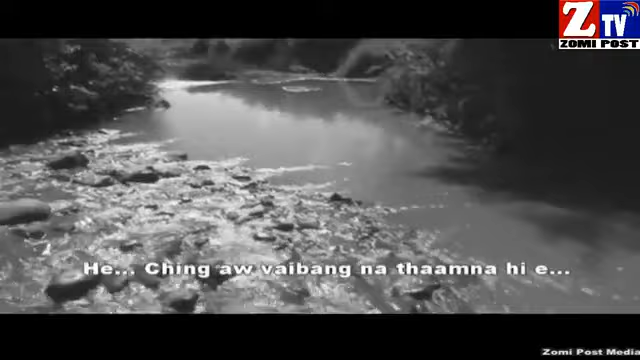 Z TV
ZOMI POST
He... Ching aw vaibang na thaamna hi e...
Zomi Post Media